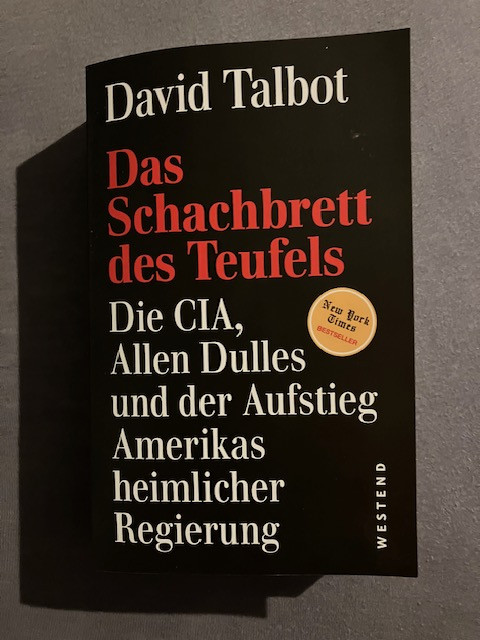 David Talbot
Das
Schachbrett
des Teufels
Die CIA,
Allen Dulles
und der Aufstieg
Amerikas
heimlicher
Regierung
New York
Times
BESTSELLER
WESTEND